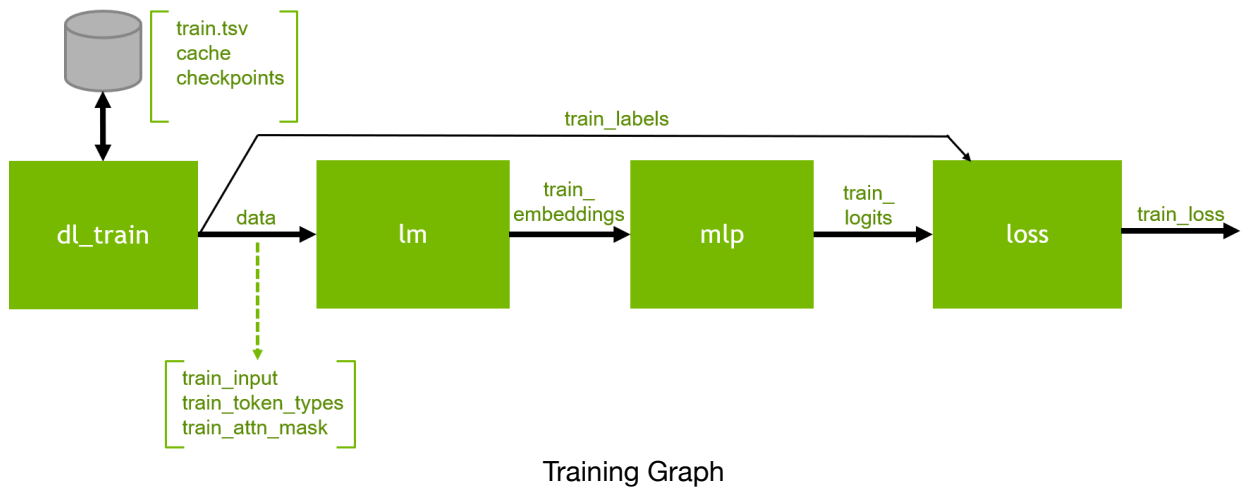 train.tsv
cache
checkpoints
train_labels
dl_train
data
lm
train_
embeddings
mlp
train_
logits
loss
train_loss
train_input
train_token_types
train_attn_mask
Training Graph